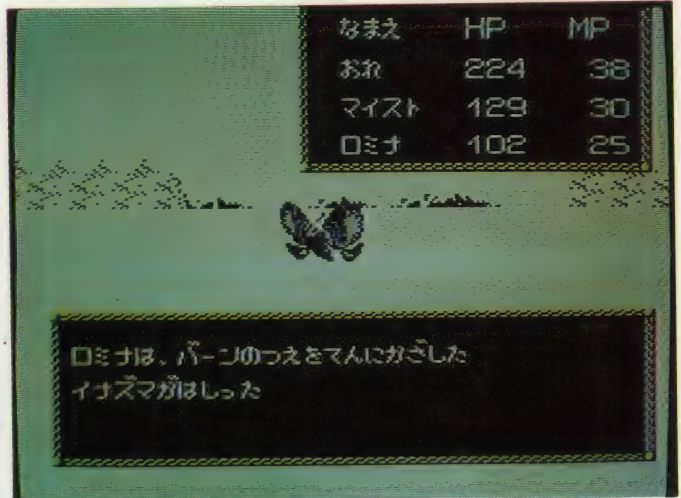 なまえ HP MP
おれ 224 38
マイスト 129 30
ロミナ 102 25
ロミナは、バーンのつえをてんにかざした
イナズマがはしった